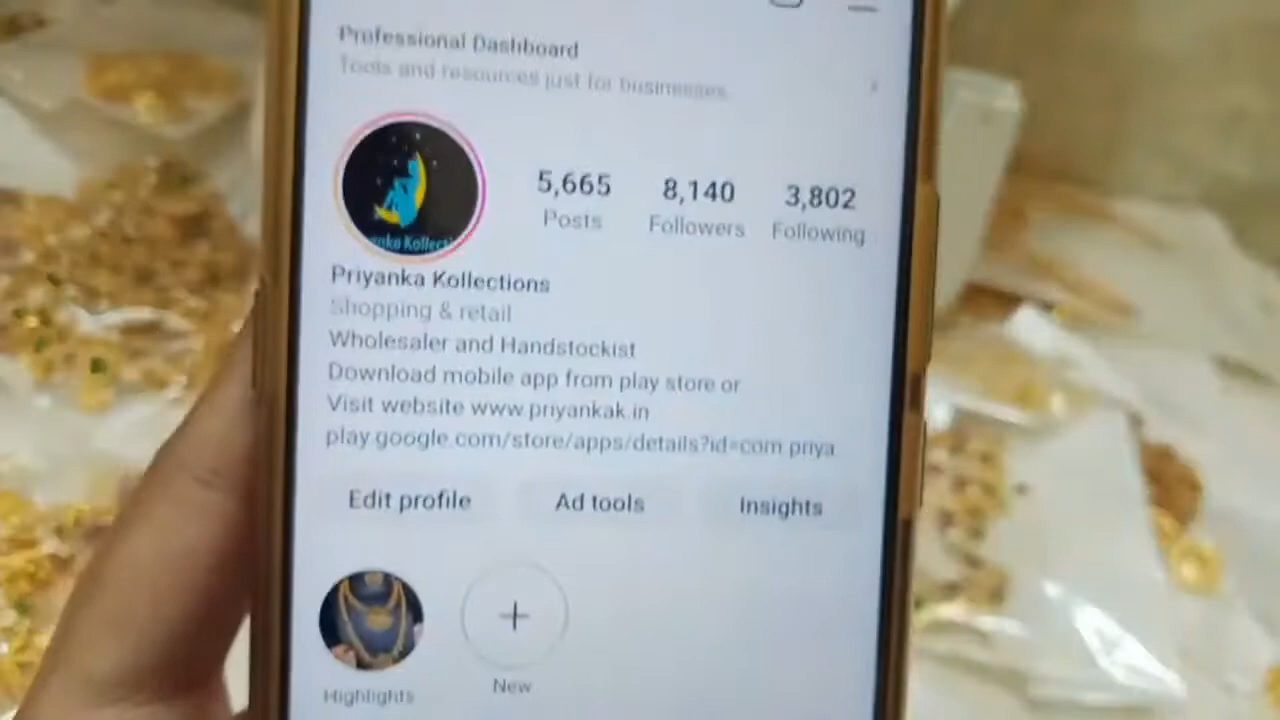 Professional Dashboard
Tools and resources just for businesses.
5,665
Posts
8,140
Followers
3,802
Following
nka Kollecti
Priyanka Kollections
Shopping & retail
Wholesaler and Handstockist
Download mobile app from play store or
Visit website www.priyankak.in
play.google.com/store/apps/details?id=com.priya
Edit profile
Ad tools
Insights
Highlights
New